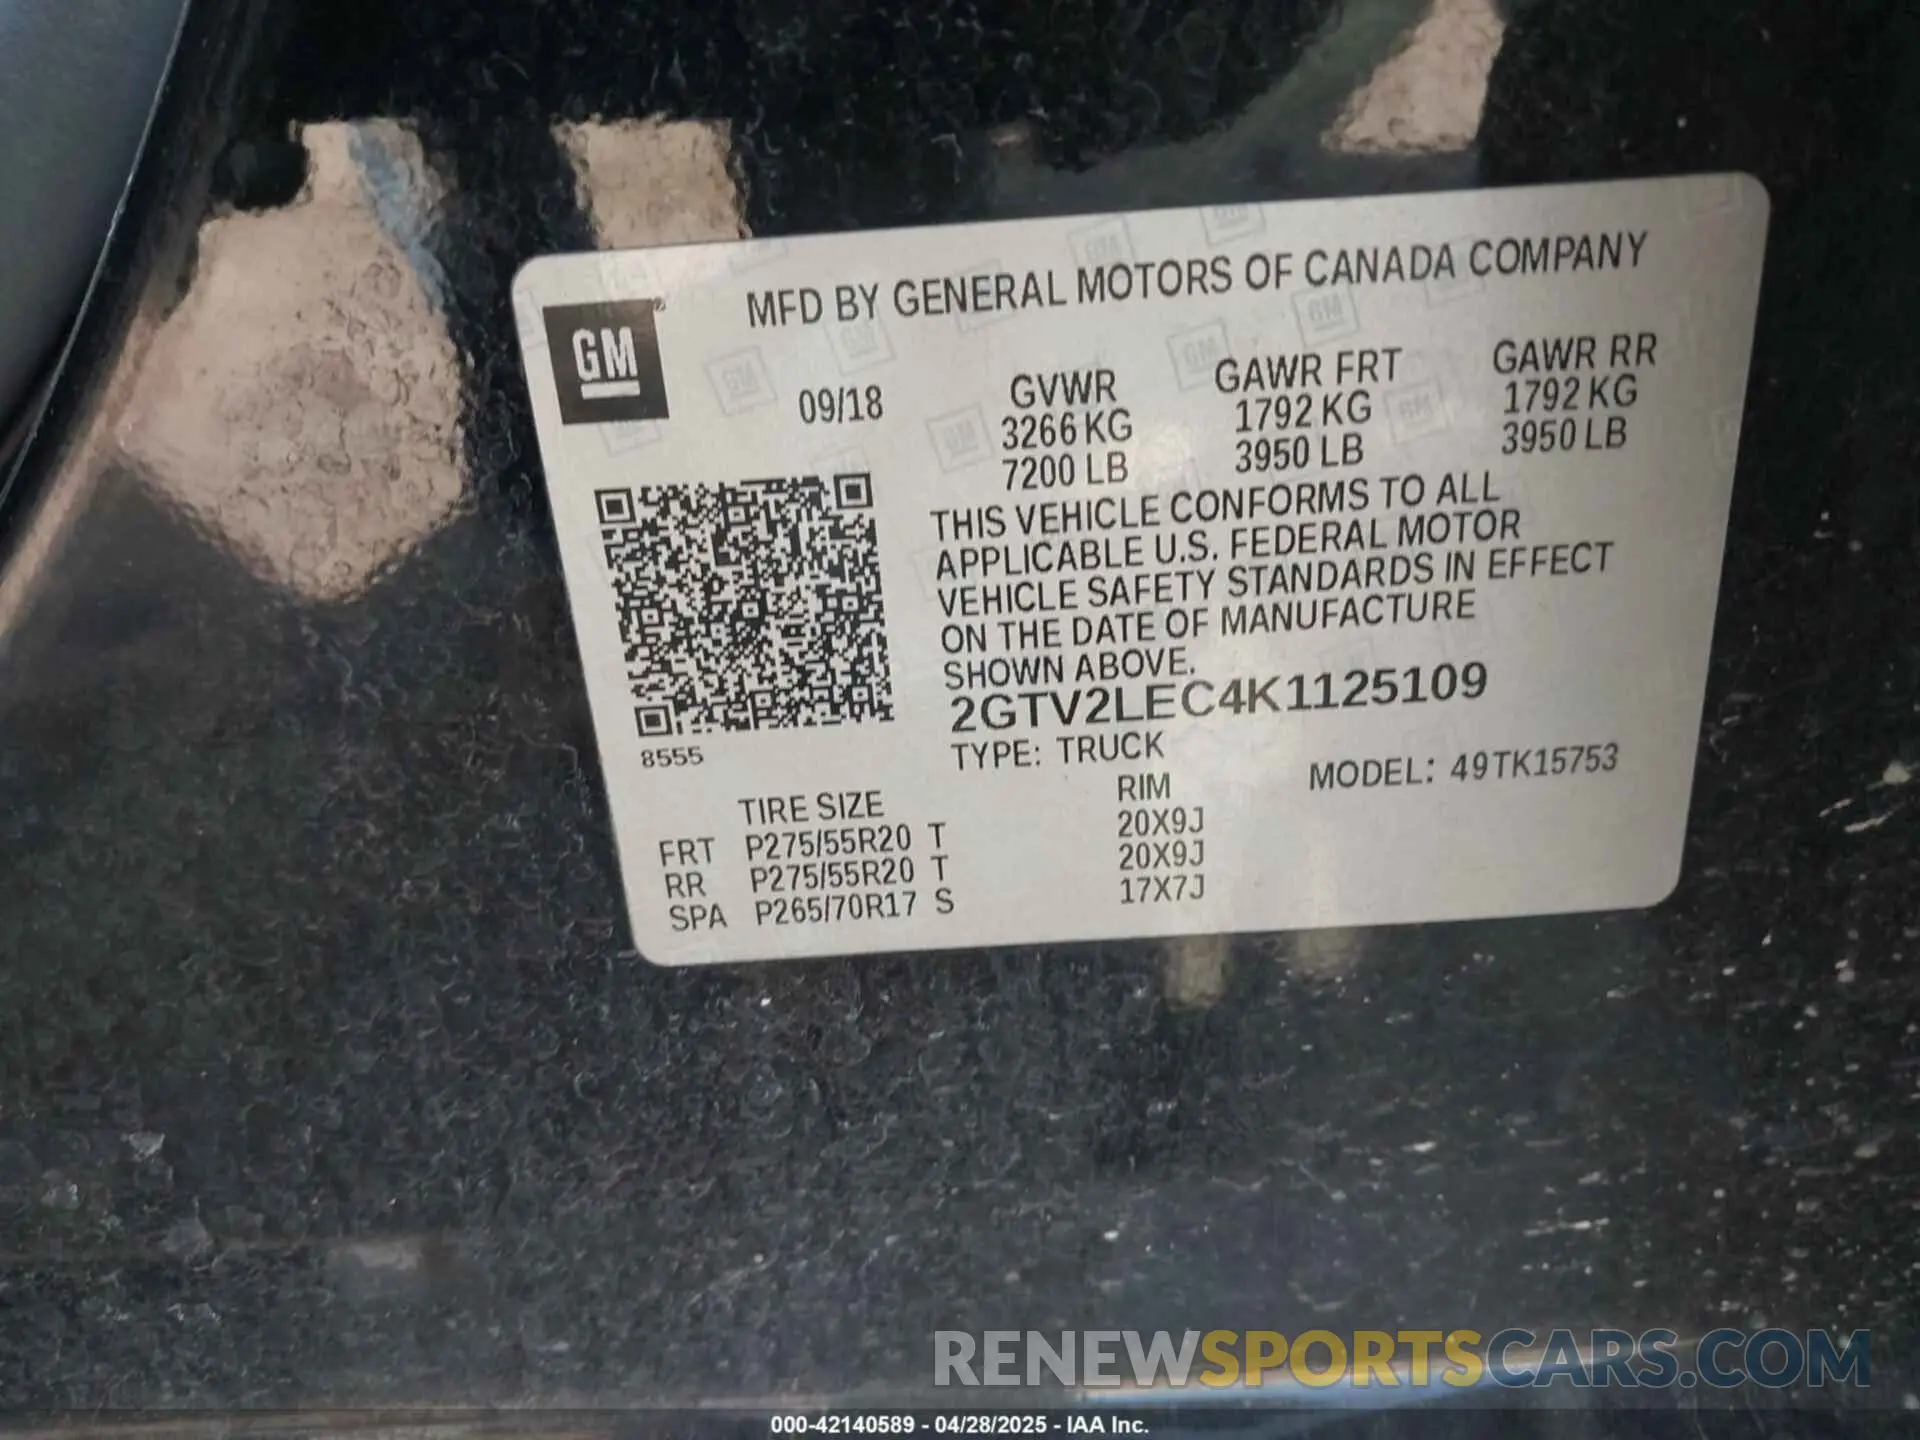 MFD BY GENERAL MOTORS OF CANADA COMPANY
GM
®
09/18
GVWR GAWR FRT GAWR RR
3266 KG 1792 KG 1792 KG
7200 LB 3950 LB 3950 LB
THIS VEHICLE CONFORMS TO ALL
APPLICABLE U.S. FEDERAL MOTOR
VEHICLE SAFETY STANDARDS IN EFFECT
ON THE DATE OF MANUFACTURE
SHOWN ABOVE.
2GTV2LEC4K1125109
8555
TYPE: TRUCK MODEL: 49TK15753
TIRE SIZE RIM
FRT P275/55R20 T 20X9J
RR P275/55R20 T 20X9J
SPA P265/70R17 S 17X7J
RENEWSPORTSCARS.COM
000-42140589 - 04/28/2025 - IAA Inc.